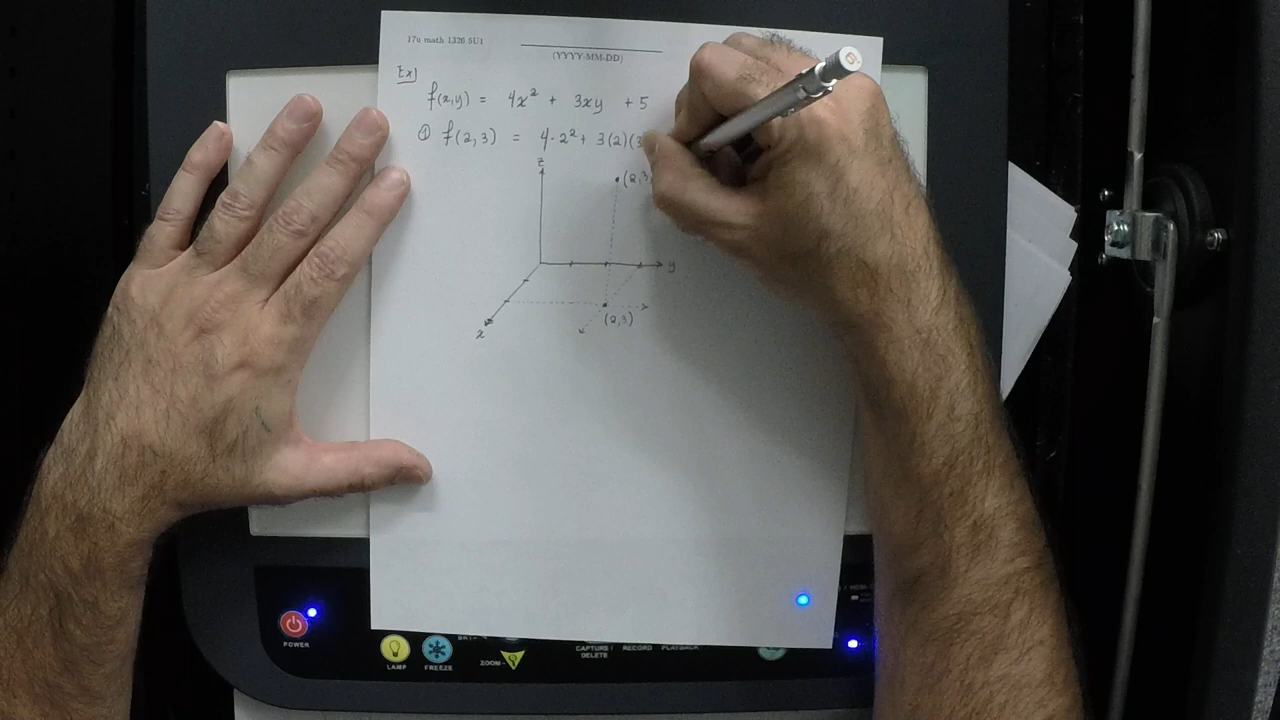 17u math 1326 5U1
(YYYY-MM-DD)
Ex)
f(x,y) = 4x² + 3xy + 5
① f(2,3) = 4·2² + 3(2)(3
z
(2,3,
y
(2,3)
x
POWER
LAMP
FREEZE
ZOOM
CAPTURE/
DELETE
RECORD
PLAYBACK